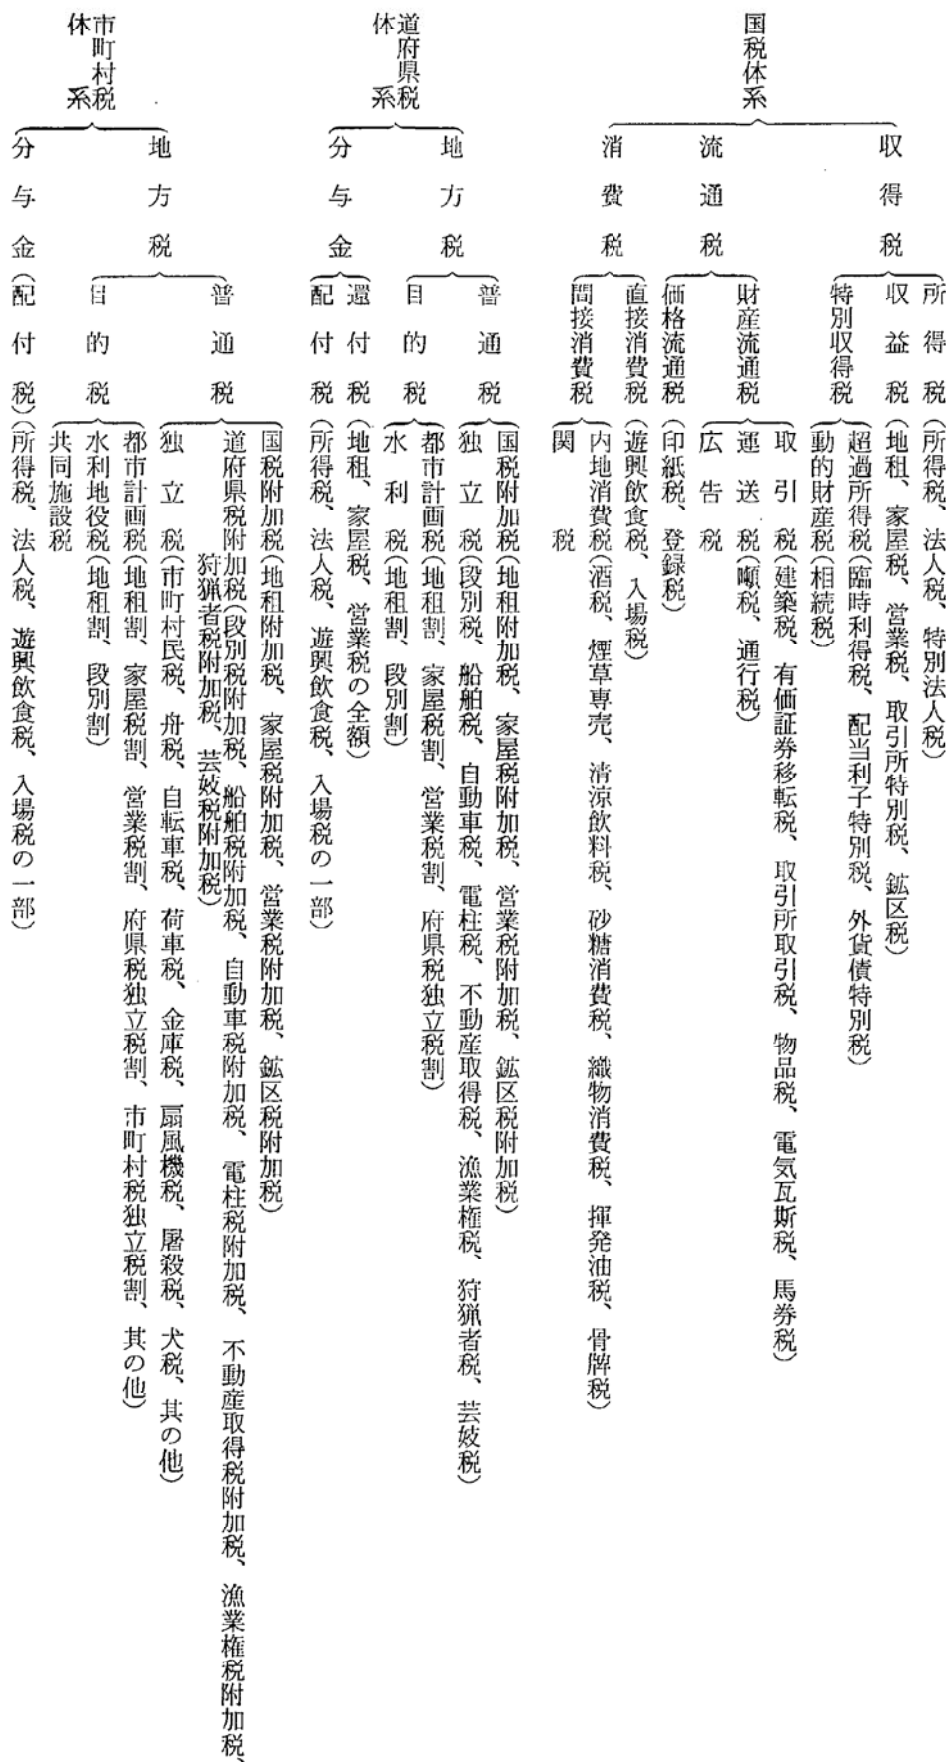 国税体系
収得税
所得税(所得税、法人税、特別法人税)
収益税(地租、家屋税、営業税、取引所特別税、鉱区税)
特別収得税
超過所得税(臨時利得税、配当利子特別税、外貨債特別税)
動的財産税(相続税)
流通税
財産流通税
取引税(建築税、有価証券移転税、取引所取引税、物品税、電気瓦斯税、馬券税)
運送税(噸税、通行税)
広告税
価格流通税(印紙税、登録税)
消費税
直接消費税(遊興飲食税、入場税)
間接消費税
内地消費税(酒税、煙草専売、清涼飲料税、砂糖消費税、織物消費税、揮発油税、骨牌税)
関税
道府県税体系
地方税
普通税
国税附加税(地租附加税、家屋税附加税、営業税附加税、鉱区税附加税)
独立税(段別税、船舶税、自動車税、電柱税、不動産取得税、漁業権税、狩猟者税、芸妓税)
目的税
都市計画税(地租割、家屋税割、営業税割、府県税独立税割)
水利税(地租割、段別割)
分与金
還付税(地租、家屋税、営業税の全額)
配付税(所得税、法人税、遊興飲食税、入場税の一部)
市町村税体系
地方税
普通税
国税附加税(地租附加税、家屋税附加税、営業税附加税、鉱区税附加税)
道府県税附加税(段別税附加税、船舶税附加税、自動車税附加税、電柱税附加税、不動産取得税附加税、漁業権税附加税、
狩猟者税附加税、芸妓税附加税)
独立税(市町村民税、舟税、自転車税、荷車税、金庫税、扇風機税、屠殺税、犬税、其の他)
目的税
都市計画税(地租割、家屋税割、営業税割、府県税独立税割、市町村税独立税割、其の他)
水利地役税(地租割、段別割)
共同施設税
分与金(配付税)(所得税、法人税、遊興飲食税、入場税の一部)